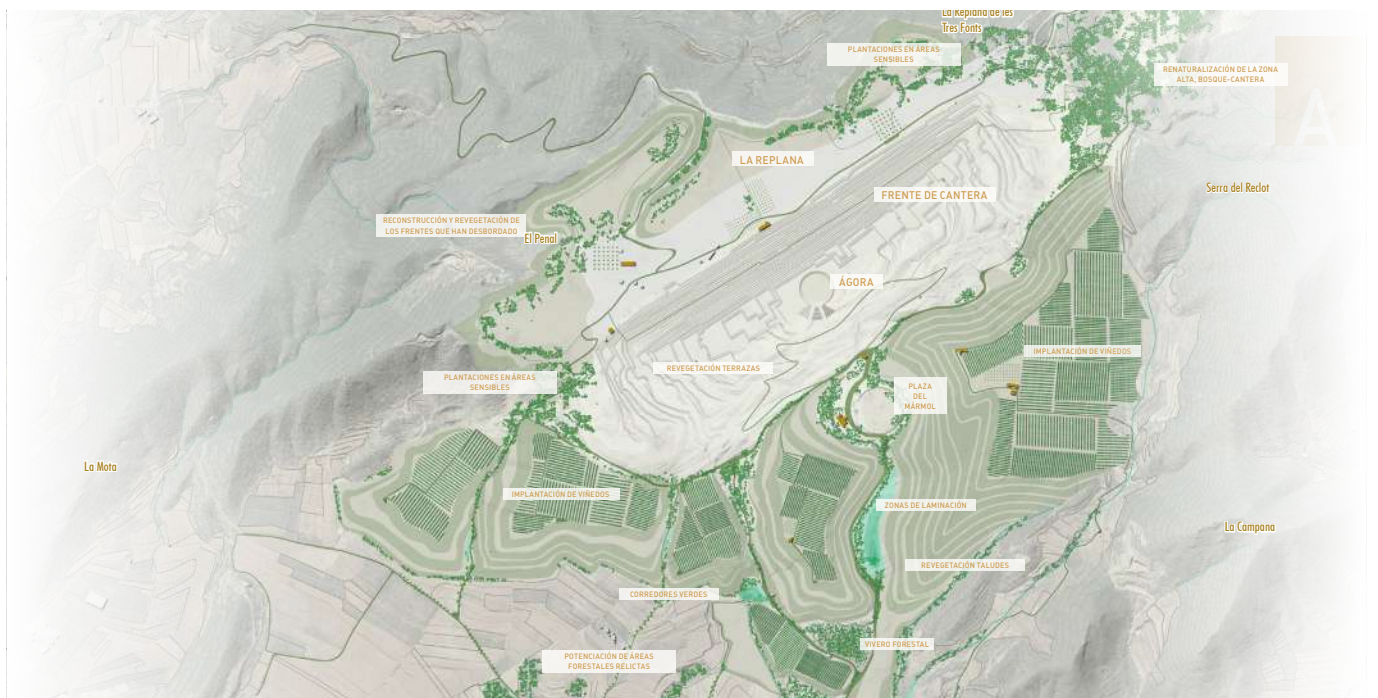 La Replana de les
Tres Fonts
PLANTACIONES EN ÁREAS
SENSIBLES
RENATURALIZACIÓN DE LA ZONA
ALTA, BOSQUE-CANTERA
A
LA REPLANA
FRENTE DE CANTERA
Serra del Reclot
RECONSTRUCCIÓN Y REVEGETACIÓN DE
LOS FRENTES QUE HAN DESBORDADO
El Penal
ÁGORA
IMPLANTACIÓN DE VIÑEDOS
REVEGETACIÓN TERRAZAS
PLANTACIONES EN ÁREAS
SENSIBLES
PLAZA
DEL
MÁRMOL
La Mota
IMPLANTACIÓN DE VIÑEDOS
ZONAS DE LAMINACIÓN
La Campana
REVEGETACIÓN TALUDES
CORREDORES VERDES
VIVERO FORESTAL
POTENCIACIÓN DE ÁREAS
FORESTALES RELICTAS